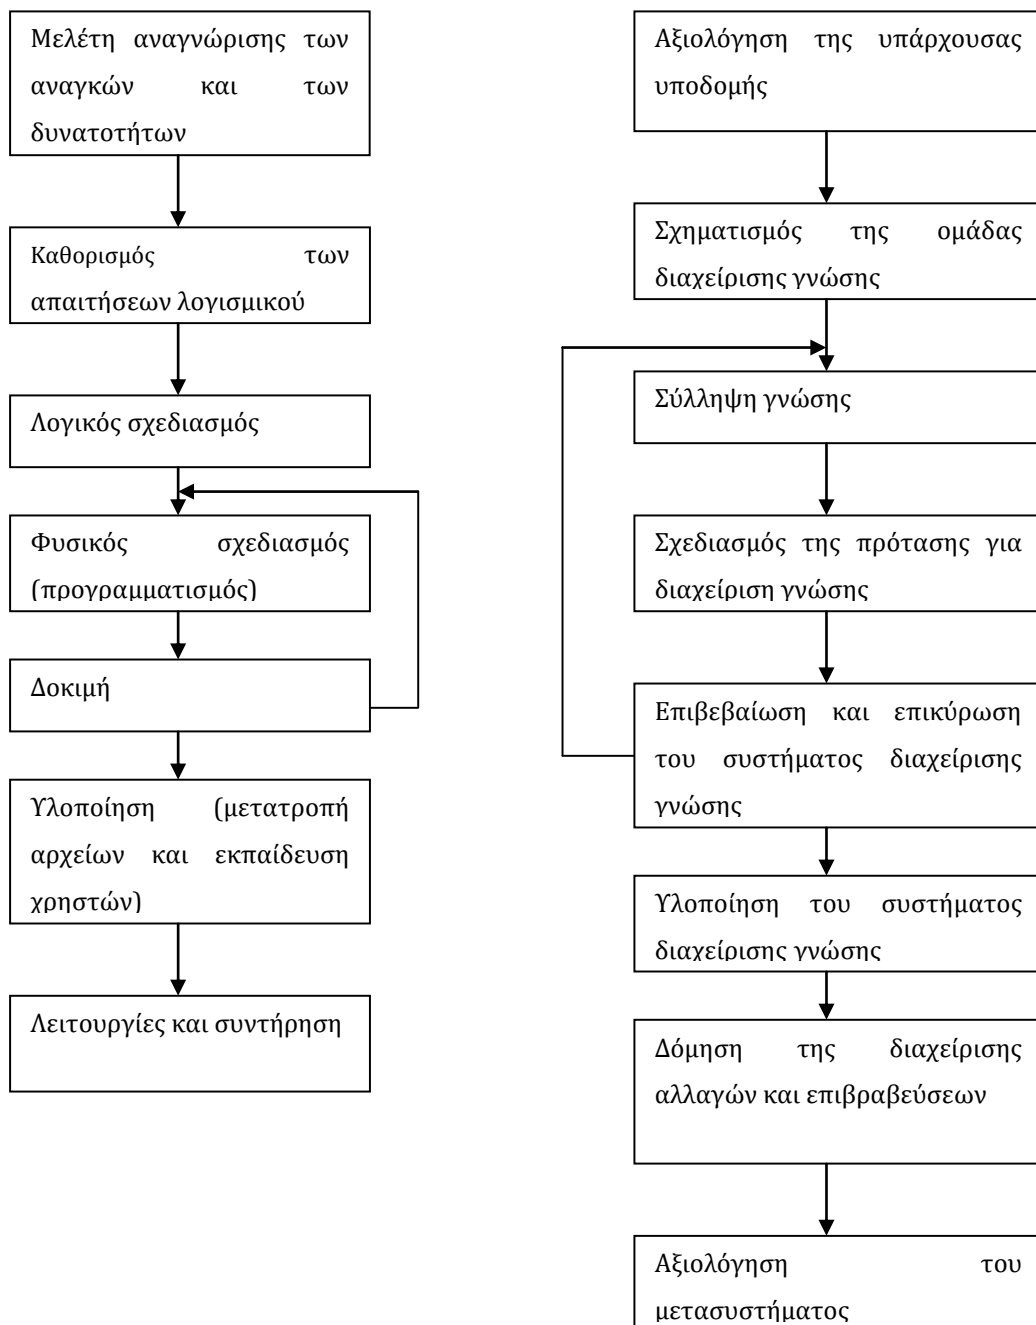 Μελέτη αναγνώρισης των
αναγκών και των
δυνατοτήτων
Καθορισμός των
απαιτήσεων λογισμικού
Λογικός σχεδιασμός
Φυσικός σχεδιασμός
(προγραμματισμός)
Δοκιμή
Υλοποίηση (μετατροπή
αρχείων και εκπαίδευση
χρηστών)
Λειτουργίες και συντήρηση
Αξιολόγηση της υπάρχουσας
υποδομής
Σχηματισμός της ομάδας
διαχείρισης γνώσης
Σύλληψη γνώσης
Σχεδιασμός της πρότασης για
διαχείριση γνώσης
Επιβεβαίωση και επικύρωση
του συστήματος διαχείρισης
γνώσης
Υλοποίηση του συστήματος
διαχείρισης γνώσης
Δόμηση της διαχείρισης
αλλαγών και επιβραβεύσεων
Αξιολόγηση του
μετασυστήματος